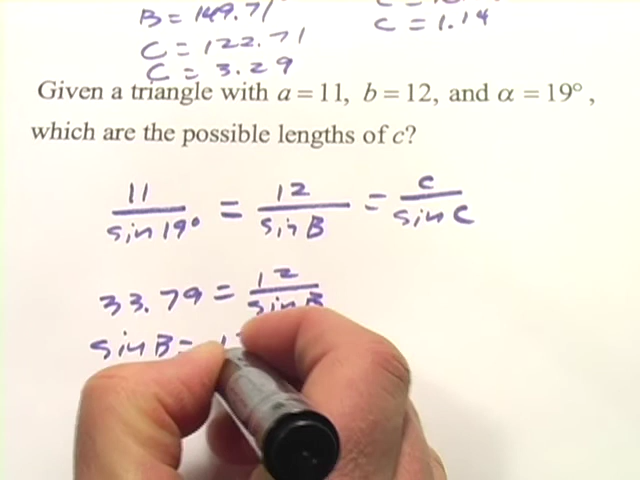 B = 149.71
C = 1.14
C = 122.71
C = 3.29
Given a triangle with a = 11, b = 12, and α = 19°,
which are the possible lengths of c?
11/sin 19° = 12/sin B = c/sin C
33.79 = 12/sin B
sin B =